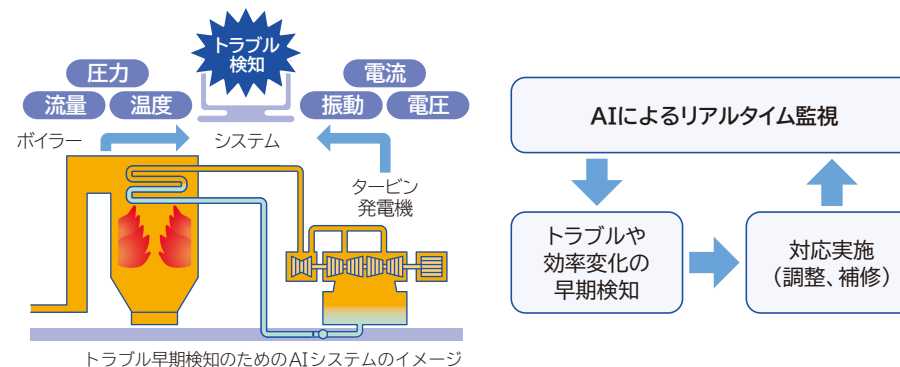 トラブル
検知
圧力
流量
温度
電流
振動
電圧
ボイラー
システム
タービン
発電機
トラブル早期検知のためのAIシステムのイメージ
AIによるリアルタイム監視
トラブルや
効率変化の
早期検知
対応実施
（調整、補修）